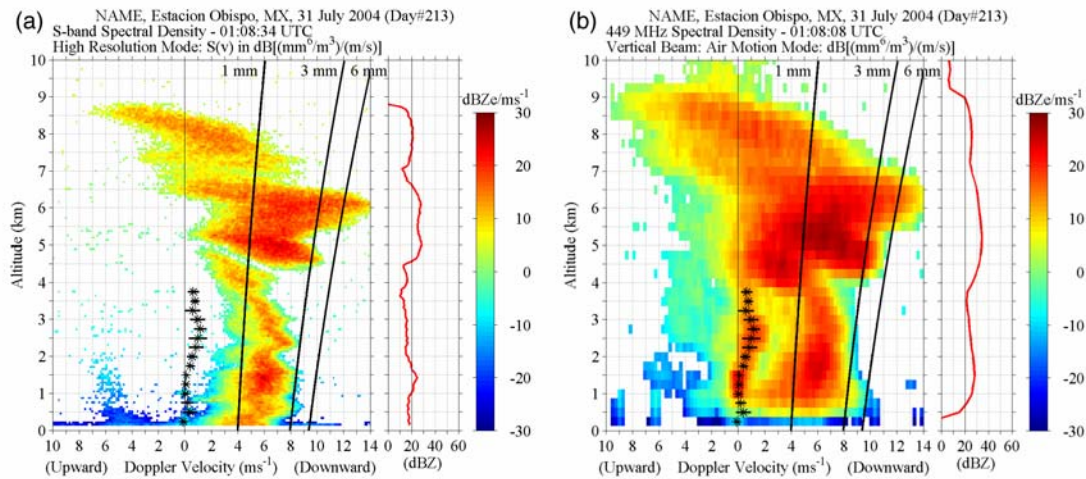 (a)
NAME, Estacion Obispo, MX, 31 July 2004 (Day#213)
S-band Spectral Density - 01:08:34 UTC
High Resolution Mode: S(v) in dB[(mm⁶/m³)/(m/s)]
1 mm 3 mm 6 mm
dBZe/ms⁻¹
Altitude (km)
10
9
8
7
6
5
4
3
2
1
0
30
20
10
0
-10
-20
-30
10 8 6 4 2 0 2 4 6 8 10 12 14
0 20 40 60
(Upward) Doppler Velocity (ms⁻¹) (Downward) (dBZ)
(b)
NAME, Estacion Obispo, MX, 31 July 2004 (Day#213)
449 MHz Spectral Density - 01:08:08 UTC
Vertical Beam: Air Motion Mode: dB[(mm⁶/m³)/(m/s)]
1 mm 3 mm 6 mm
dBZe/ms⁻¹
Altitude (km)
10
9
8
7
6
5
4
3
2
1
0
30
20
10
0
-10
-20
-30
10 8 6 4 2 0 2 4 6 8 10 12 14
0 20 40 60
(Upward) Doppler Velocity (ms⁻¹) (Downward) (dBZ)